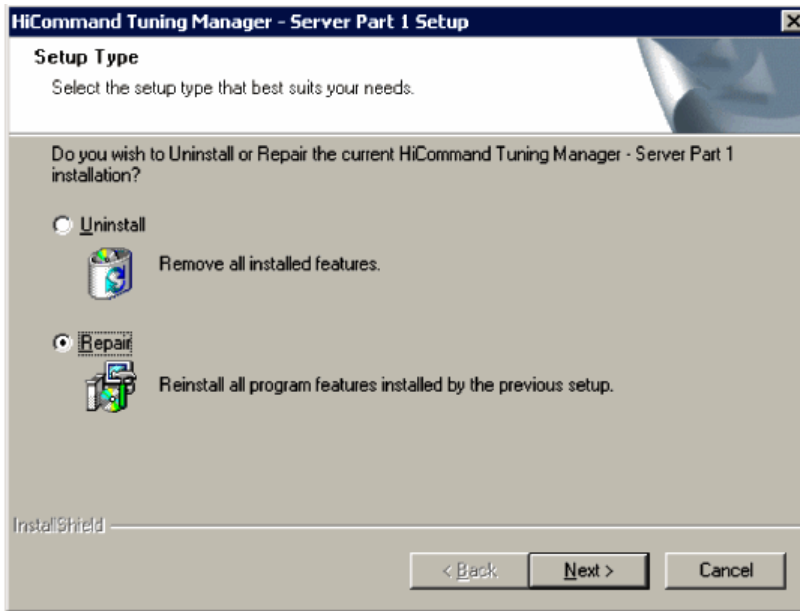 HiCommand Tuning Manager - Server Part 1 Setup
Setup Type
Select the setup type that best suits your needs.
Do you wish to Uninstall or Repair the current HiCommand Tuning Manager - Server Part 1
installation?
Uninstall
Remove all installed features.
Repair
Reinstall all program features installed by the previous setup.
InstallShield
< Back
Next >
Cancel